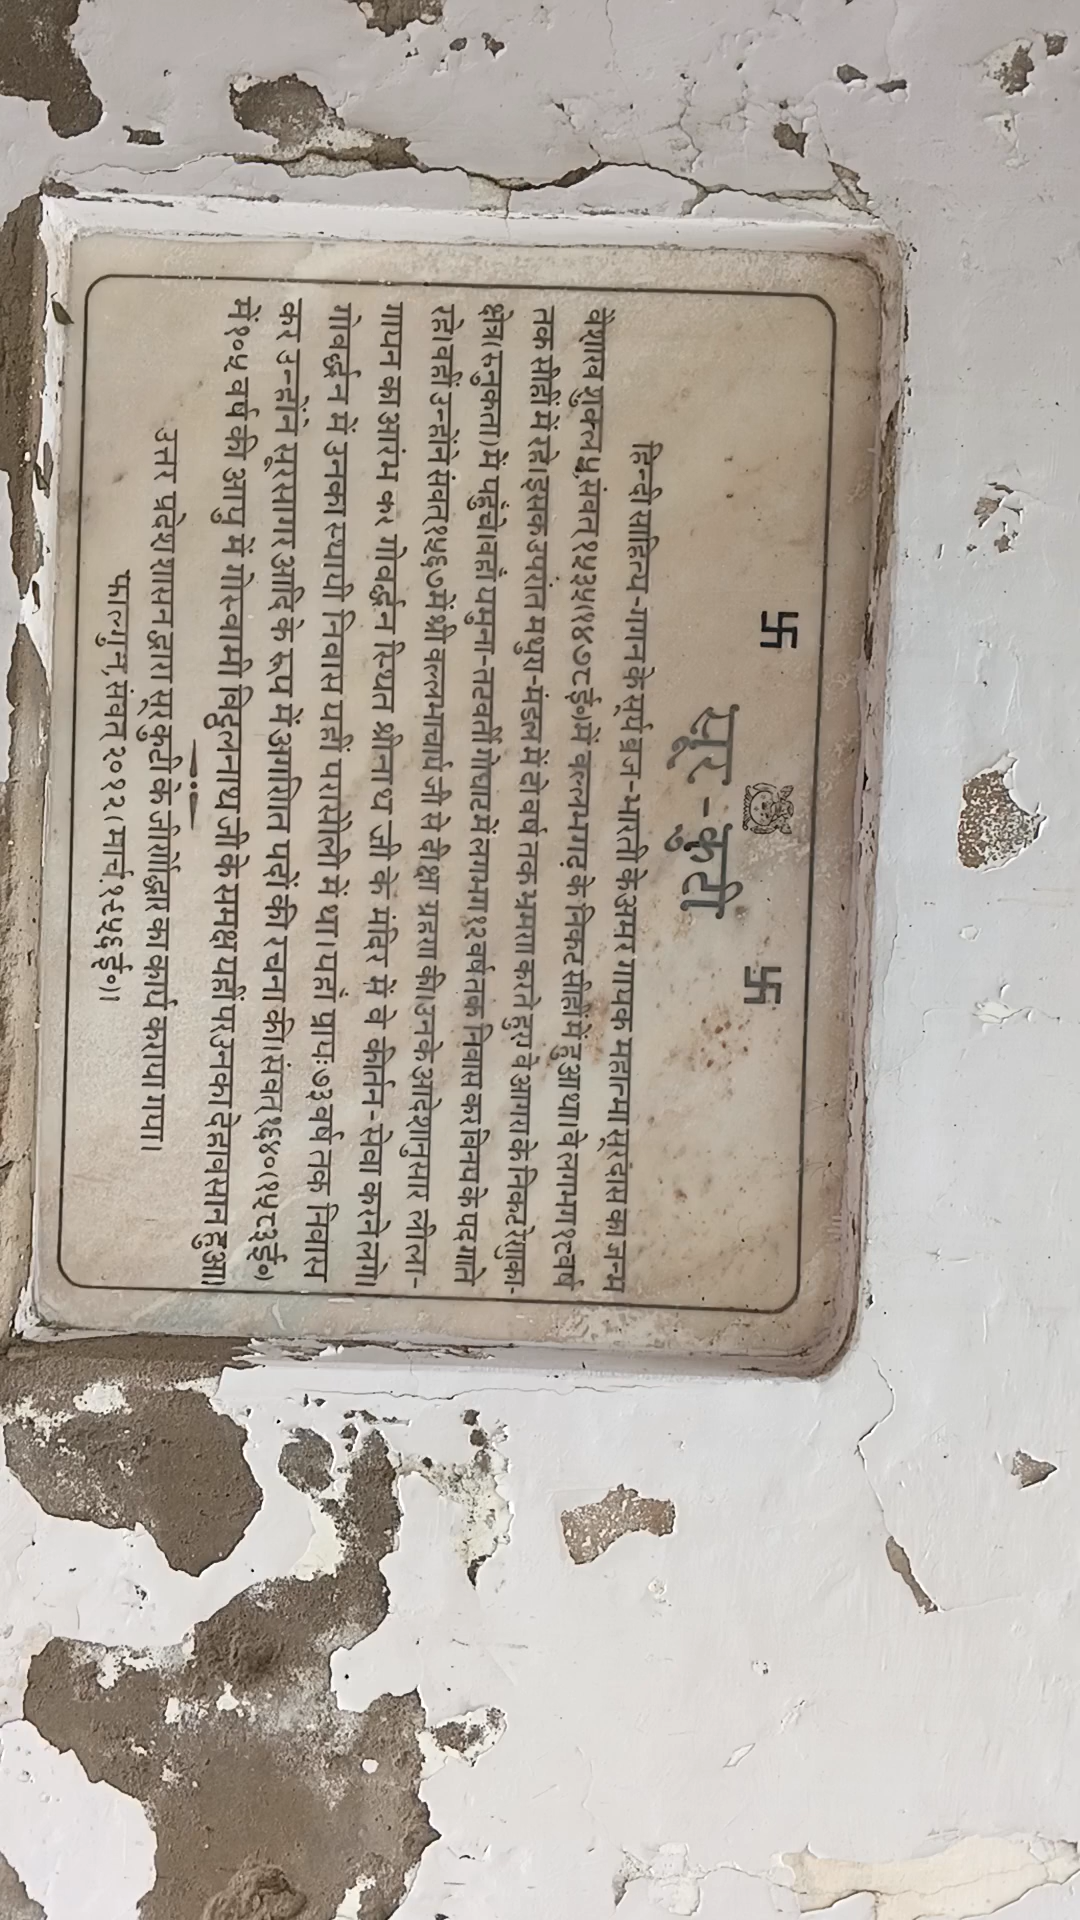 卐 卐
सूर-कुटी
हिन्दी साहित्य-गगन के सूर्य ब्रज-भारती के अमर गायक महात्मा सूरदास का जन्म
वैशाख शुक्ल ५, संवत् १५३५ (१४७८ ई०) में बल्लभगढ़ के निकट सीहीं में हुआ था। वे लगभग १८ वर्ष
तक सीहीं में रहे। इसके उपरांत मथुरा-मंडल में दो वर्ष तक भ्रमण करते हुए वे आगरा के निकट रेणुका-
क्षेत्र (रुनुकता) में पहुंचे। वहाँ यमुना-तटवर्ती गोघाट में लगभग १२ वर्ष तक निवास कर विनय के पद गाते
रहे। वहीं उन्होंने संवत् १५६७ में श्री वल्लभाचार्य जी से दीक्षा ग्रहण की। उनके आदेशानुसार लीला-
गायन का आरंभ कर गोवर्द्धन स्थित श्रीनाथ जी के मंदिर में वे कीर्तन-सेवा करने लगे।
गोवर्द्धन में उनका स्थायी निवास यहीं परासोली में था। यहां प्रायः ७३ वर्ष तक निवास
कर उन्होंने सूरसागर आदि के रूप में अगणित पदों की रचना की। संवत् १६४० (१५८३ ई०)
में १०५ वर्ष की आयु में गोस्वामी विट्ठलनाथ जी के समक्ष यहीं पर उनका देहावसान हुआ।
उत्तर प्रदेश शासन द्वारा सूर कुटी के जीर्णोद्धार का कार्य कराया गया।
फाल्गुन, संवत् २०१२ (मार्च, १९५६ ई०)।